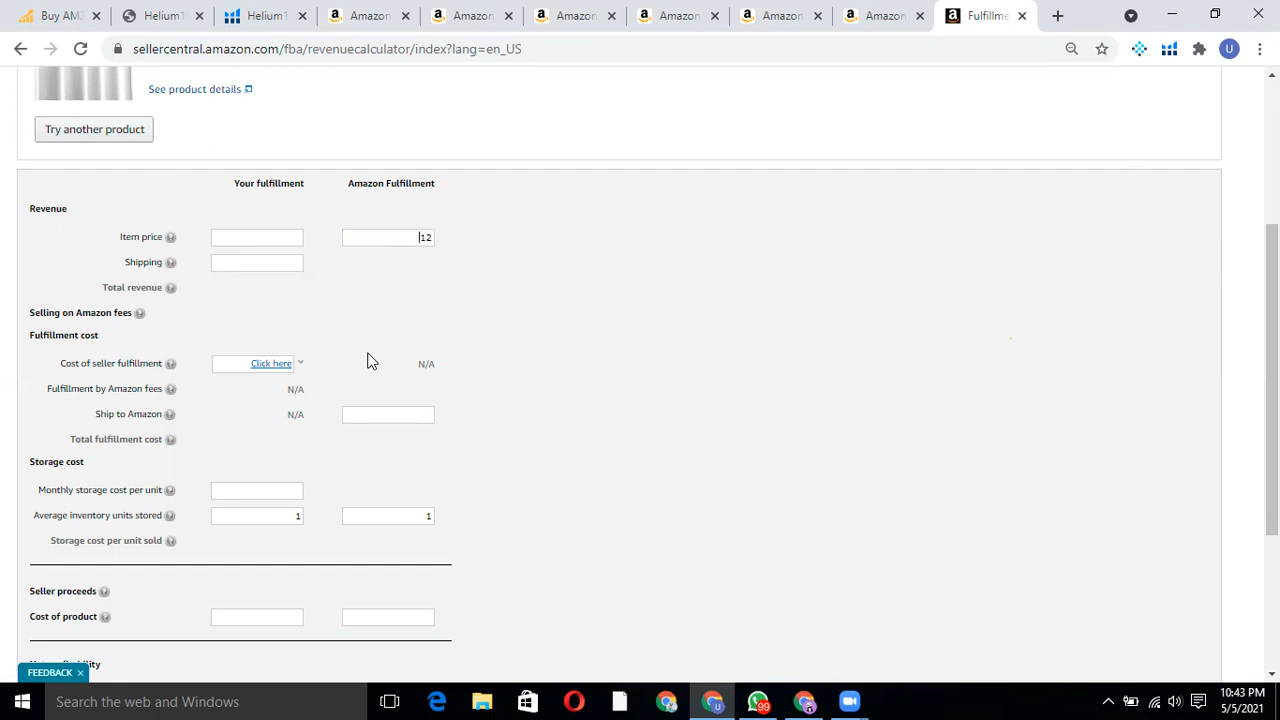 Buy AMZ
Helium1
Helium1
Amazon
Amazon
Amazon
Amazon
Amazon
Amazon
Fulfillme
sellercentral.amazon.com/fba/revenuecalculator/index?lang=en_US
U
See product details
Try another product
Your fulfillment Amazon Fulfillment
Revenue
Item price ? 12
Shipping ?
Total revenue ?
Selling on Amazon fees ?
Fulfillment cost
Cost of seller fulfillment ? Click here N/A
Fulfillment by Amazon fees ? N/A
Ship to Amazon ? N/A
Total fulfillment cost ?
Storage cost
Monthly storage cost per unit ?
Average inventory units stored ? 1 1
Storage cost per unit sold ?
Seller proceeds ?
Cost of product ?
FEEDBACK ×
Search the web and Windows
99
10:43 PM
5/5/2021